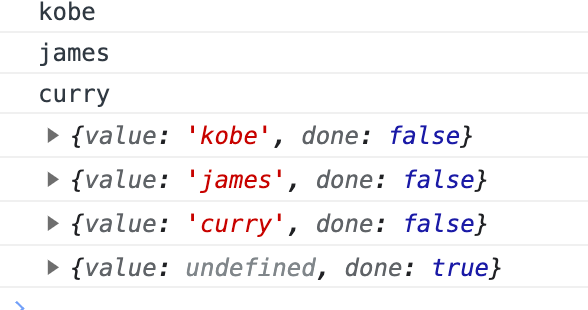 kobe
james
curry
▶ {value: 'kobe', done: false}
▶ {value: 'james', done: false}
▶ {value: 'curry', done: false}
▶ {value: undefined, done: true}
>